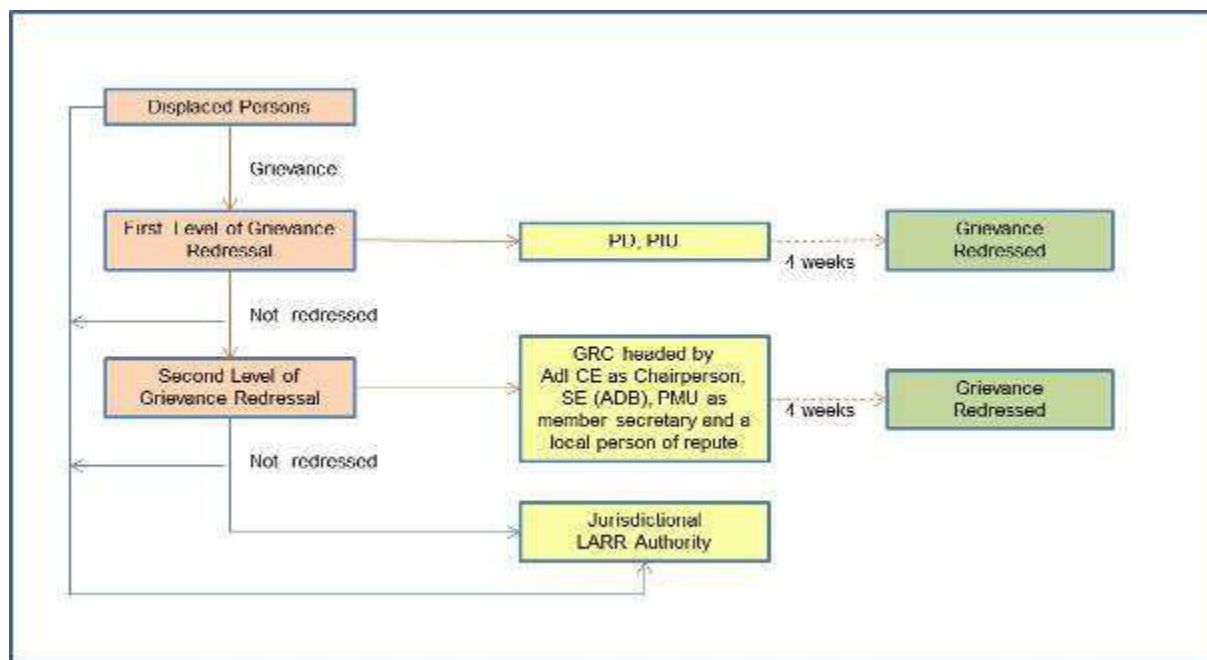 Displaced Persons
Grievance
First Level of Grievance
Redressal
PD, PIU
4 weeks
Grievance
Redressed
Not redressed
Second Level of
Grievance Redressal
GRC headed by
Adl CE as Chairperson,
SE (ADB), PMU as
member secretary and a
local person of repute
4 weeks
Grievance
Redressed
Not redressed
Jurisdictional
LARR Authority